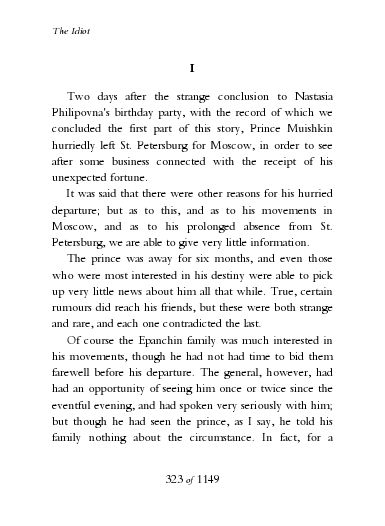 The Idiot
I
Two days after the strange conclusion to Nastasia
Philipovna's birthday party, with the record of which we
concluded the first part of this story, Prince Muishkin
hurriedly left St. Petersburg for Moscow, in order to see
after some business connected with the receipt of his
unexpected fortune.
It was said that there were other reasons for his hurried
departure; but as to this, and as to his movements in
Moscow, and as to his prolonged absence from St.
Petersburg, we are able to give very little information.
The prince was away for six months, and even those
who were most interested in his destiny were able to pick
up very little news about him all that while. True, certain
rumours did reach his friends, but these were both strange
and rare, and each one contradicted the last.
Of course the Epanchin family was much interested in
his movements, though he had not had time to bid them
farewell before his departure. The general, however, had
had an opportunity of seeing him once or twice since the
eventful evening, and had spoken very seriously with him;
but though he had seen the prince, as I say, he told his
family nothing about the circumstance. In fact, for a
323 of 1149